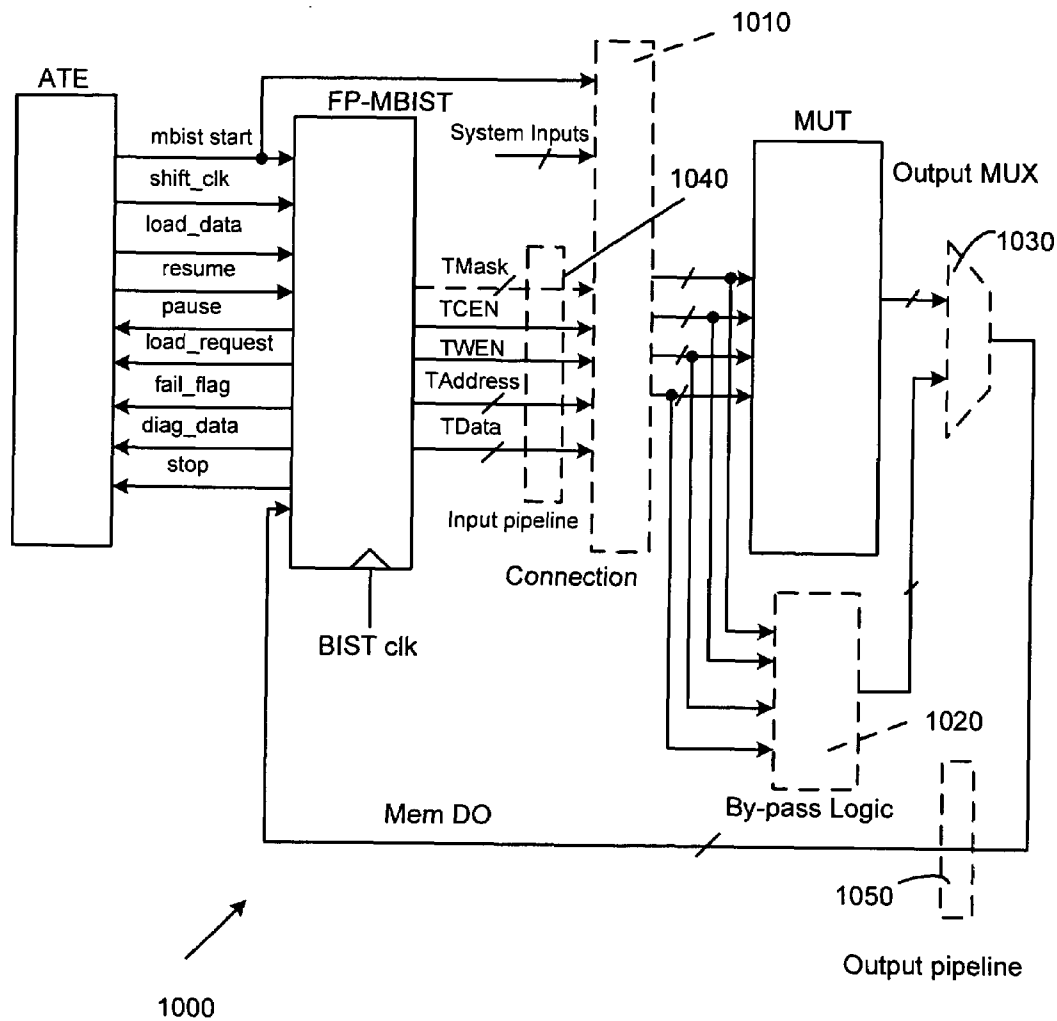 1010
ATE
FP-MBIST
MUT
mbist start
System Inputs
Output MUX
shift_clk
1040
1030
load_data
resume
TMask
pause
TCEN
load_request
TWEN
fail_flag
TAddress
diag_data
TData
stop
Input pipeline
Connection
BIST clk
1020
Mem DO
By-pass Logic
1050
Output pipeline
1000